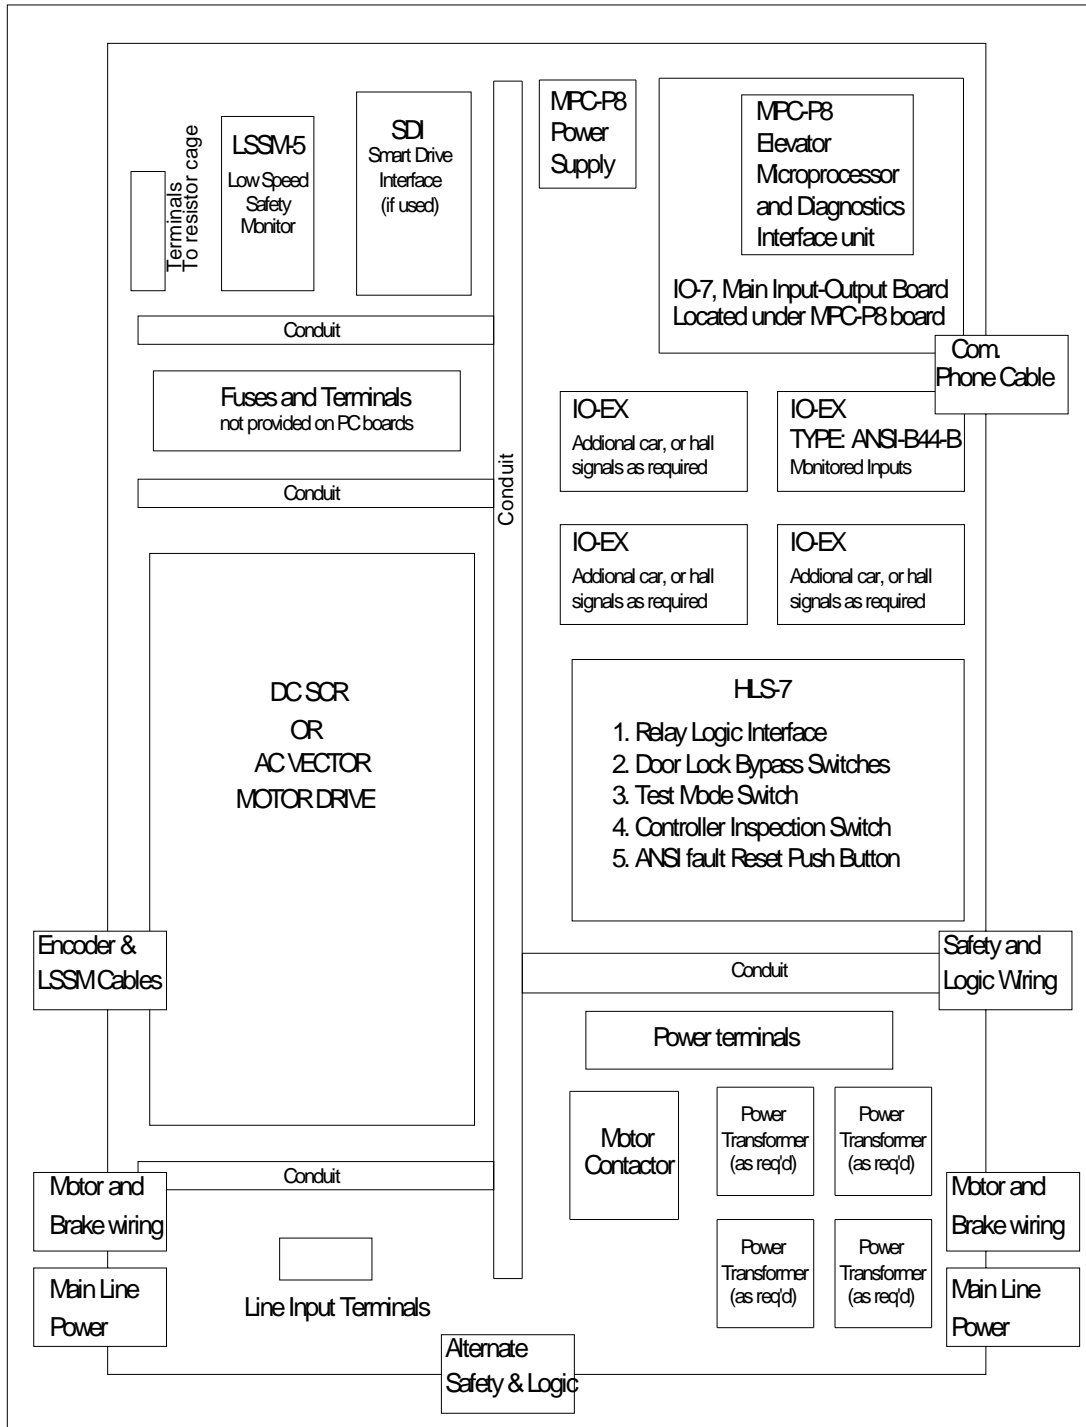 Terminals
To resistor cage
LSSM-5
Low Speed
Safety
Monitor
SDI
Smart Drive
Interface
(if used)
MPC-P8
Power
Supply
MPC-P8
Elevator
Microprocessor
and Diagnostics
Interface unit
IO-7, Main Input-Output Board
Located under MPC-P8 board
Conduit
Com.
Phone Cable
Fuses and Terminals
not provided on PC boards
Conduit
Conduit
IO-EX
Addional car, or hall
signals as required
IO-EX
TYPE: ANSI-B44-B
Monitored Inputs
IO-EX
Addional car, or hall
signals as required
IO-EX
Addional car, or hall
signals as required
DC SCR
OR
AC VECTOR
MOTOR DRIVE
HLS-7
1. Relay Logic Interface
2. Door Lock Bypass Switches
3. Test Mode Switch
4. Controller Inspection Switch
5. ANSI fault Reset Push Button
Encoder &
LSSM Cables
Conduit
Safety and
Logic Wiring
Power terminals
Motor
Contactor
Power
Transformer
(as req'd)
Power
Transformer
(as req'd)
Conduit
Motor and
Brake wiring
Motor and
Brake wiring
Power
Transformer
(as req'd)
Power
Transformer
(as req'd)
Main Line
Power
Line Input Terminals
Main Line
Power
Alternate
Safety & Logic